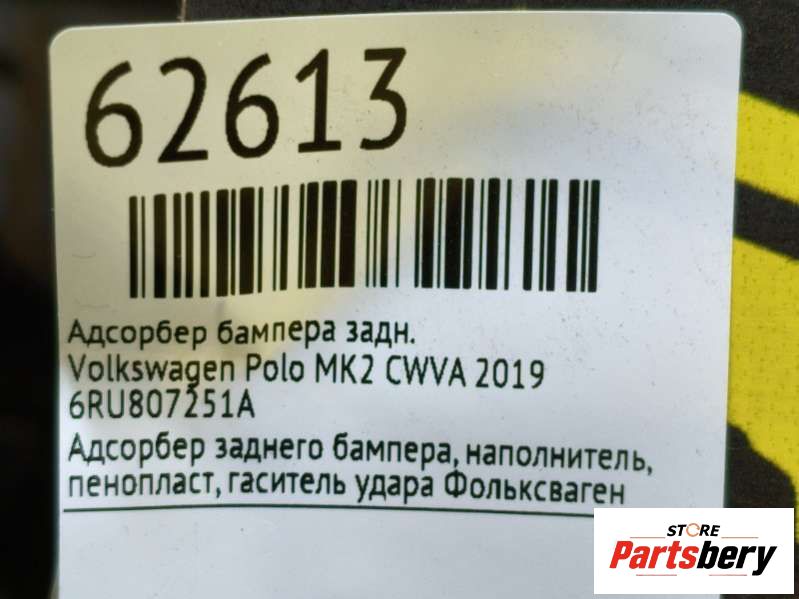 62613
Адсорбер бампера задн.
Volkswagen Polo MK2 CWVA 2019
6RU807251A
Адсорбер заднего бампера, наполнитель,
пенопласт, гаситель удара Фольксваген
STORE
Partsbery